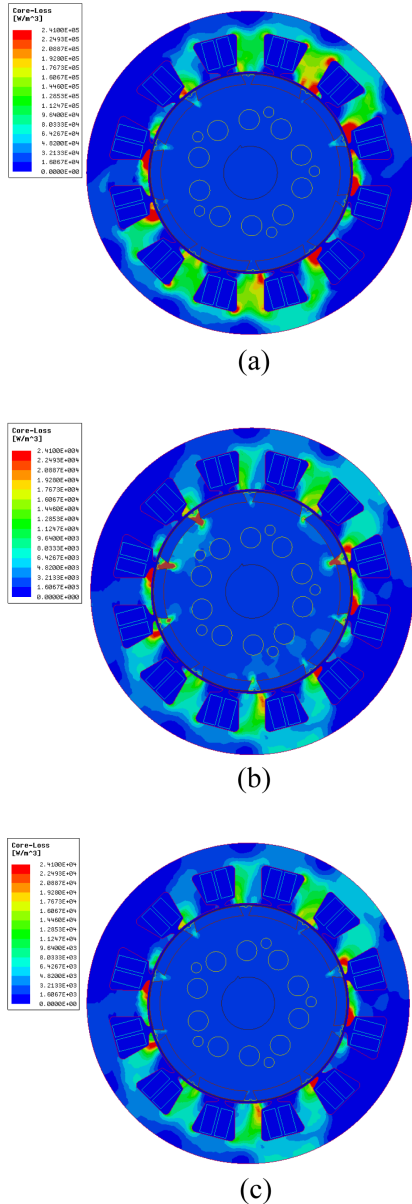 Core-Loss
[W/m^3]
2.4100E+05
2.2493E+05
2.0887E+05
1.9280E+05
1.7673E+05
1.6067E+05
1.4460E+05
1.2853E+05
1.1247E+05
9.6400E+04
8.0333E+04
6.4267E+04
4.8200E+04
3.2133E+04
1.6067E+04
0.0000E+00
(a)
Core-Loss
[W/m^3]
2.4100E+04
2.2493E+04
2.0887E+04
1.9280E+04
1.7673E+04
1.6067E+04
1.4460E+04
1.2853E+04
1.1247E+04
9.6400E+03
8.0333E+03
6.4267E+03
4.8200E+03
3.2133E+03
1.6067E+03
0.0000E+00
(b)
Core-Loss
[W/m^3]
2.4100E+04
2.2493E+04
2.0887E+04
1.9280E+04
1.7673E+04
1.6067E+04
1.4460E+04
1.2853E+04
1.1247E+04
9.6400E+03
8.0333E+03
6.4267E+03
4.8200E+03
3.2133E+03
1.6067E+03
0.0000E+00
(c)